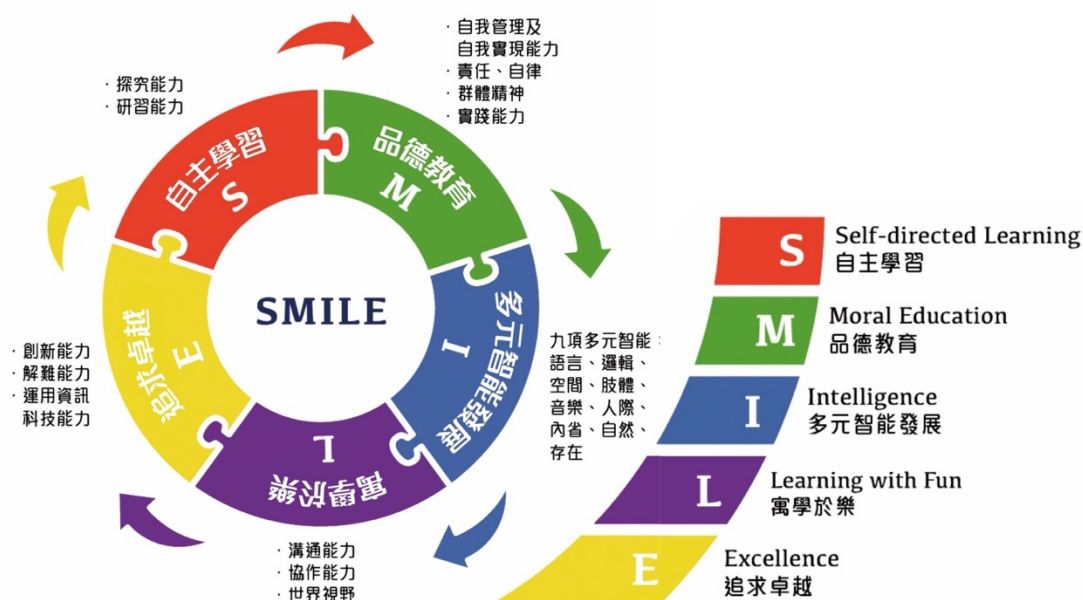 · 自我管理及
自我實現能力
· 責任、自律
· 群體精神
· 實踐能力
· 探究能力
· 研習能力
自主學習
S
品德教育
M
多元智能發展
I
寓學於樂
L
追求卓越
E
SMILE
九項多元智能：
語言、邏輯、
空間、肢體、
音樂、人際、
內省、自然、
存在
· 創新能力
· 解難能力
· 運用資訊
科技能力
· 溝通能力
· 協作能力
· 世界視野
S
Self-directed Learning
自主學習
M
Moral Education
品德教育
I
Intelligence
多元智能發展
L
Learning with Fun
寓學於樂
E
Excellence
追求卓越